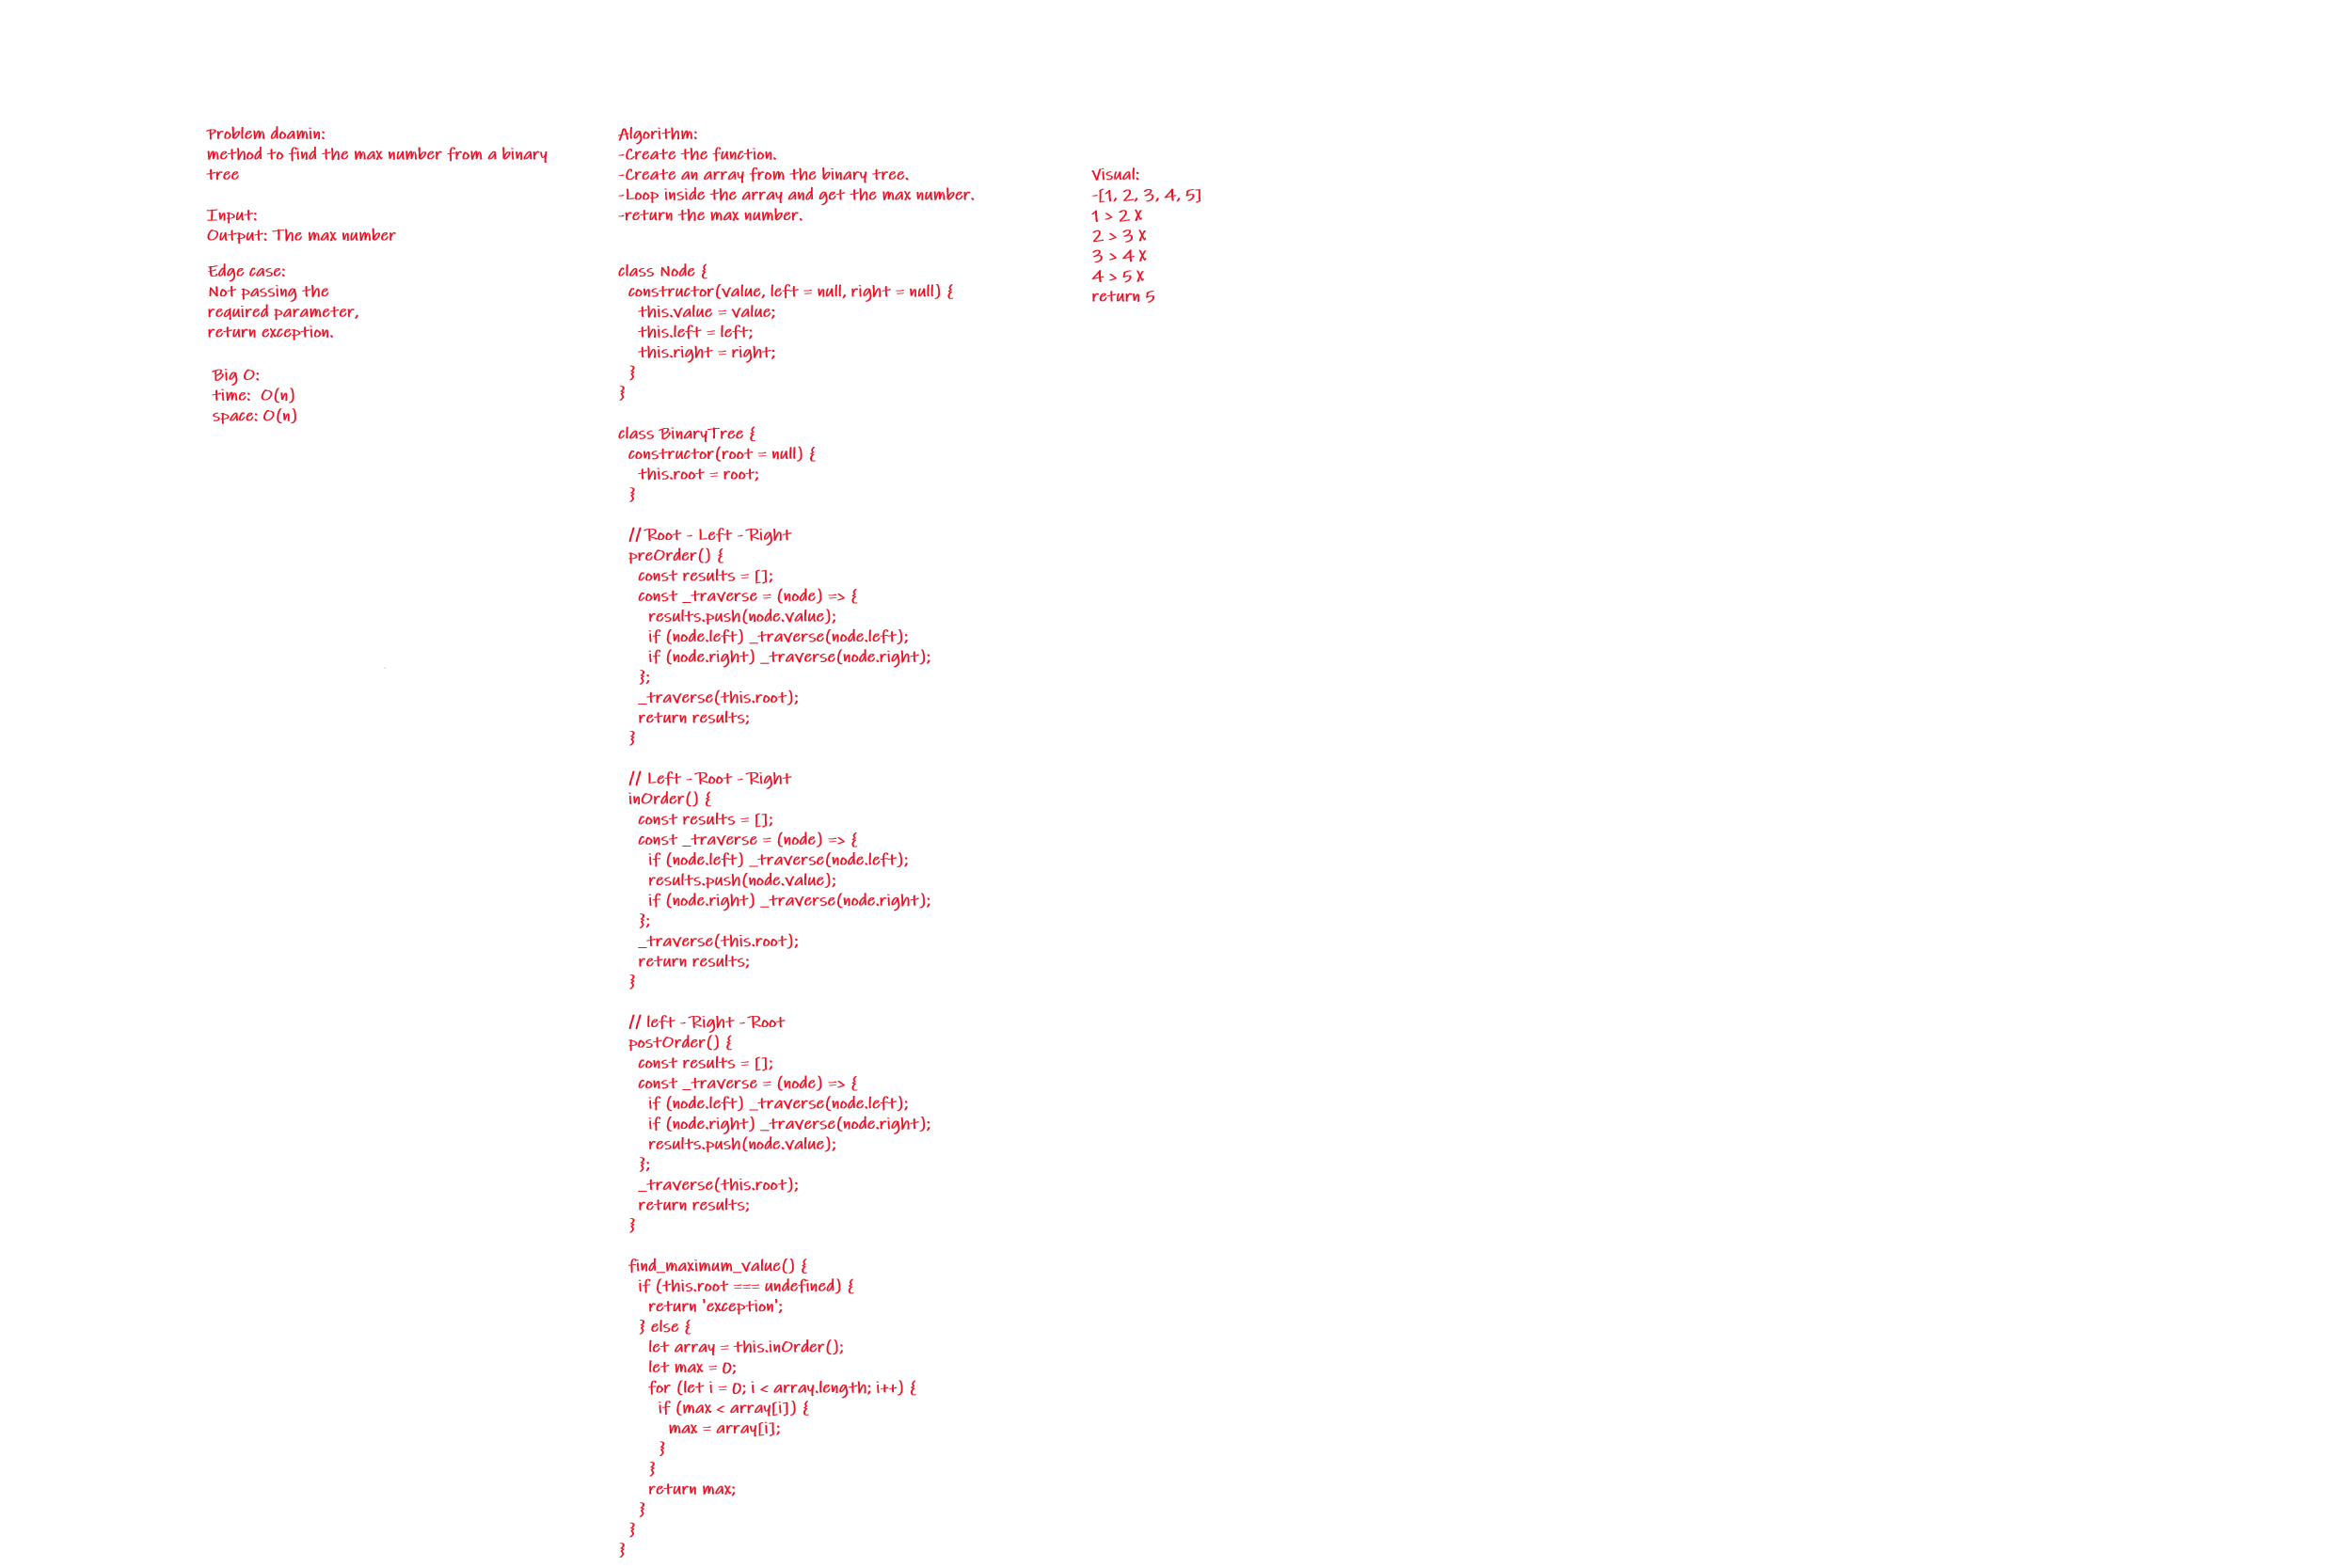 Problem doamin:
method to find the max number from a binary
tree
Input:
Output: The max number
Edge case:
Not passing the
required parameter,
return exception.
Big O:
time:  O(n)
space: O(n)
Algorithm:
-Create the function.
-Create an array from the binary tree.
-Loop inside the array and get the max number.
-return the max number.
class Node {
  constructor(value, left = null, right = null) {
    this.value = value;
    this.left = left;
    this.right = right;
  }
}
class BinaryTree {
  constructor(root = null) {
    this.root = root;
  }
  // Root - Left - Right
  preOrder() {
    const results = [];
    const _traverse = (node) => {
      results.push(node.value);
      if (node.left) _traverse(node.left);
      if (node.right) _traverse(node.right);
    };
    _traverse(this.root);
    return results;
  }
  // Left - Root - Right
  inOrder() {
    const results = [];
    const _traverse = (node) => {
      if (node.left) _traverse(node.left);
      results.push(node.value);
      if (node.right) _traverse(node.right);
    };
    _traverse(this.root);
    return results;
  }
  // left - Right - Root
  postOrder() {
    const results = [];
    const _traverse = (node) => {
      if (node.left) _traverse(node.left);
      if (node.right) _traverse(node.right);
      results.push(node.value);
    };
    _traverse(this.root);
    return results;
  }
  find_maximum_value() {
    if (this.root === undefined) {
      return 'exception';
    } else {
      let array = this.inOrder();
      let max = 0;
      for (let i = 0; i < array.length; i++) {
        if (max < array[i]) {
          max = array[i];
        }
      }
      return max;
    }
  }
}
Visual:
-[1, 2, 3, 4, 5]
1 > 2 X
2 > 3 X
3 > 4 X
4 > 5 X
return 5